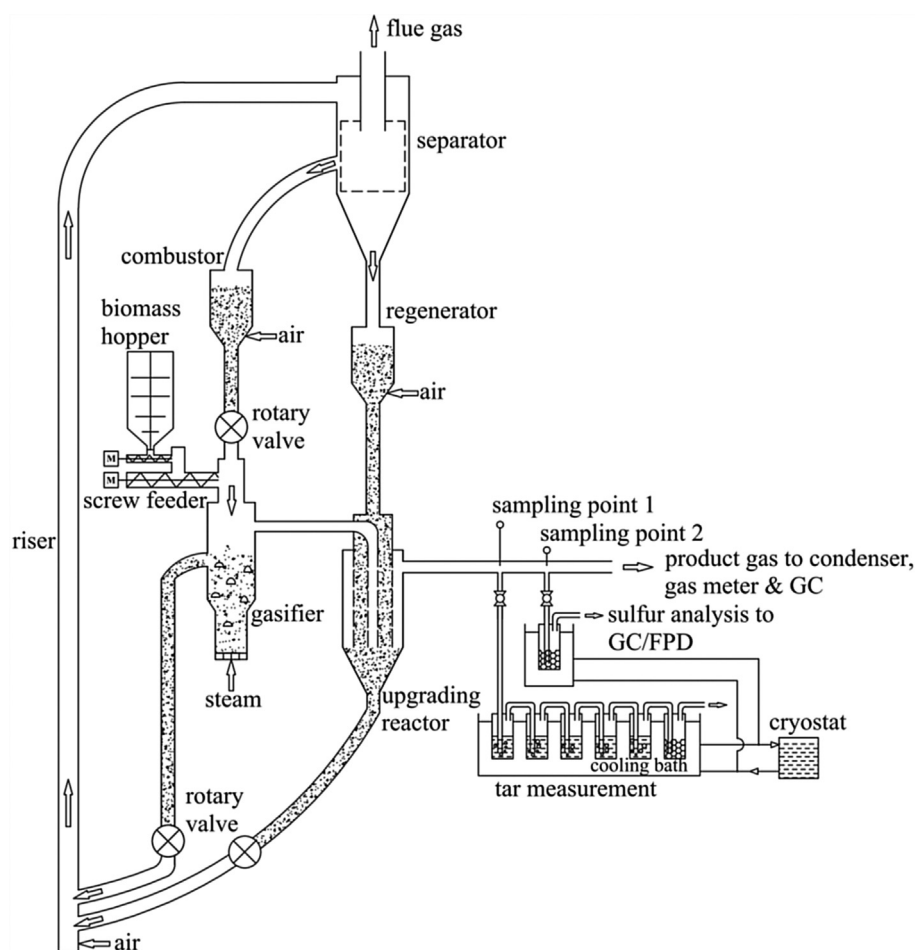 flue gas
separator
combustor
biomass
hopper
regenerator
air
air
rotary
valve
M
M
screw feeder
sampling point 1
sampling point 2
riser
product gas to condenser,
gas meter & GC
gasifier
sulfur analysis to
GC/FPD
steam
upgrading
reactor
cryostat
cooling bath
tar measurement
rotary
valve
air